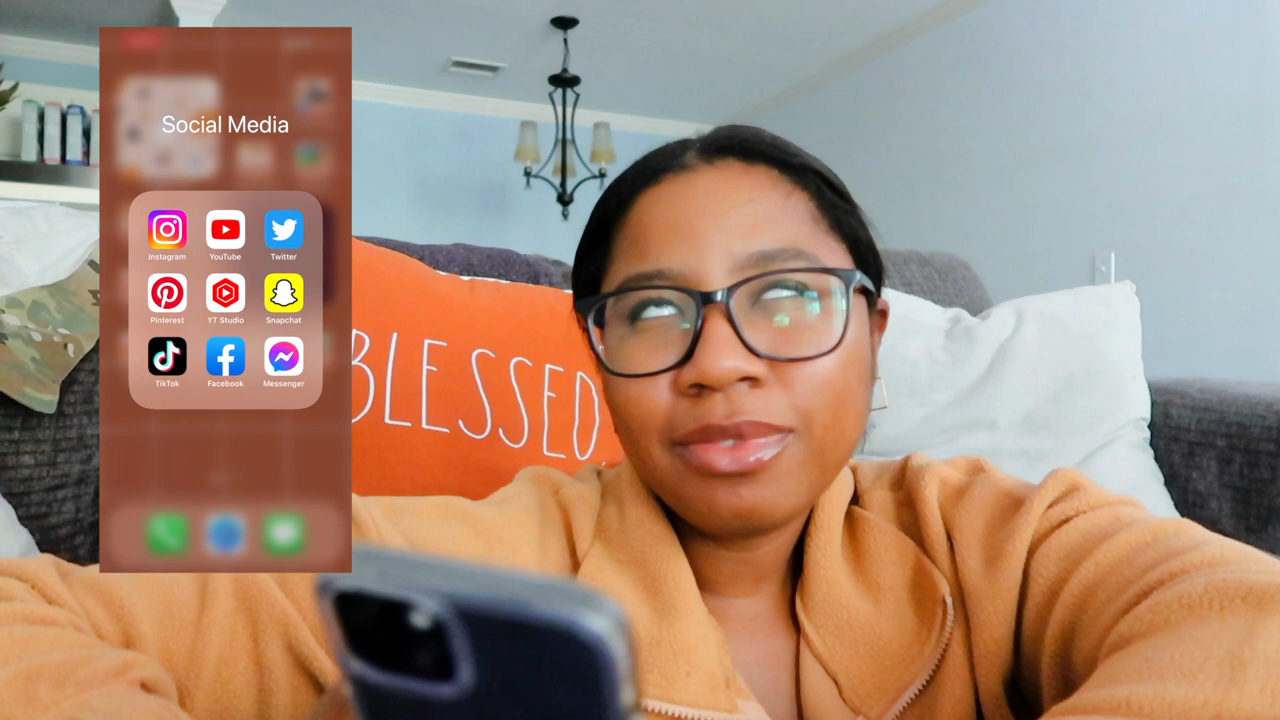 Social Media
Instagram
YouTube
Twitter
Pinterest
YT Studio
Snapchat
TikTok
Facebook
Messenger
BLESSED